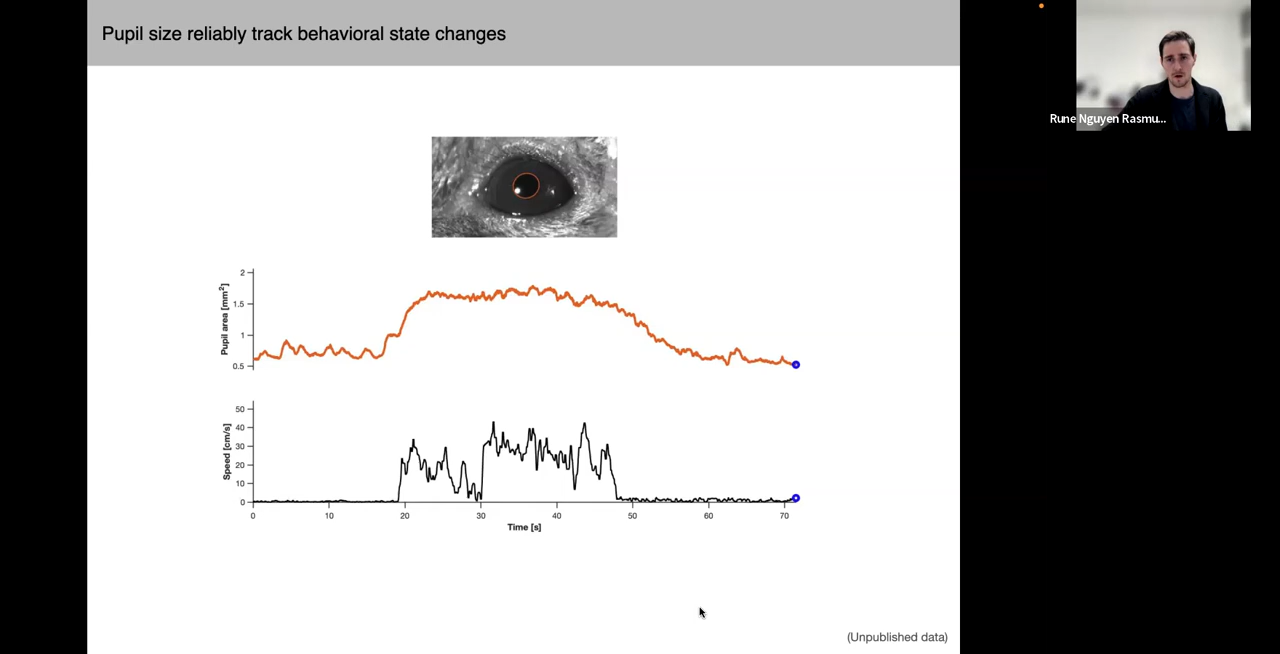 Pupil size reliably track behavioral state changes
Rune Nguyen Rasmu...
Pupil area [mm²]
2
1.5
1
0.5
Speed [cm/s]
50
40
30
20
10
0
0 10 20 30 40 50 60 70
Time [s]
(Unpublished data)